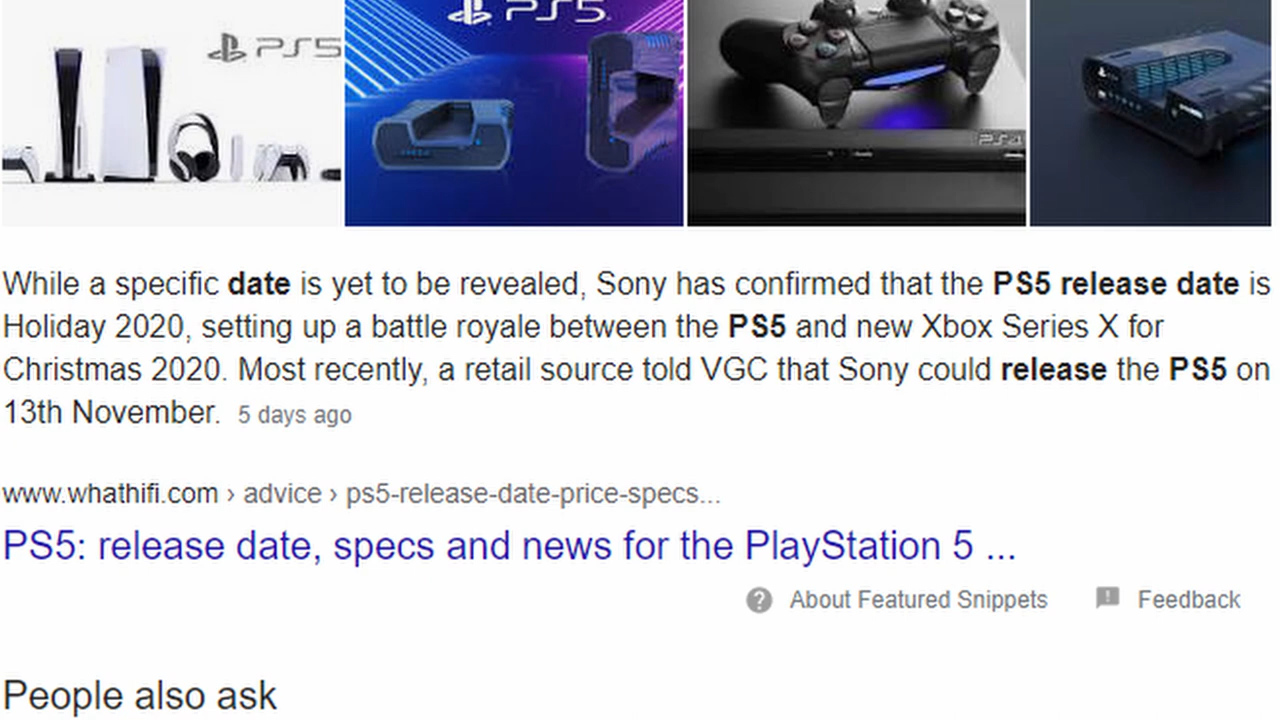 PS5
PS5
PS4
While a specific date is yet to be revealed, Sony has confirmed that the PS5 release date is
Holiday 2020, setting up a battle royale between the PS5 and new Xbox Series X for
Christmas 2020. Most recently, a retail source told VGC that Sony could release the PS5 on
13th November. 5 days ago
www.whathifi.com › advice › ps5-release-date-price-specs...
PS5: release date, specs and news for the PlayStation 5 ...
About Featured Snippets Feedback
People also ask